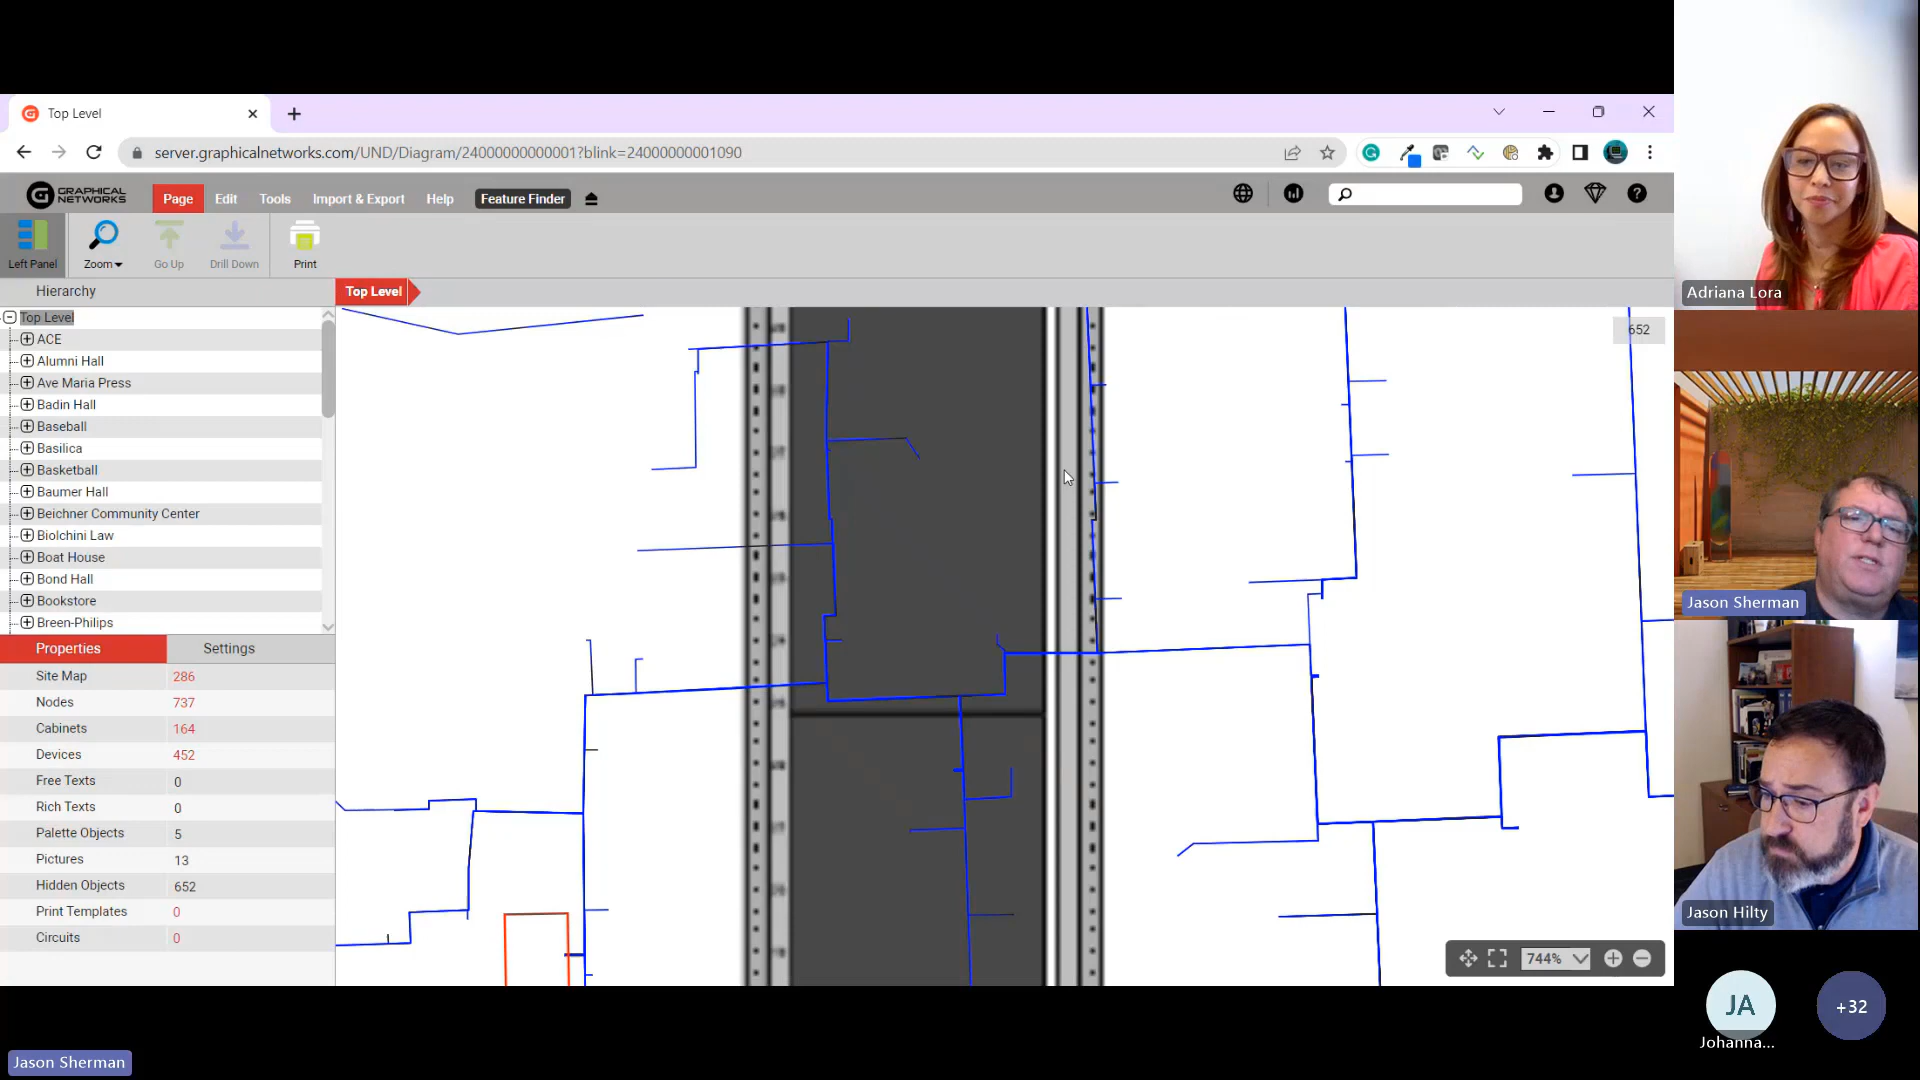 Top Level
server.graphicalnetworks.com/UND/Diagram/24000000000001?blink=24000000001090
GRAPHICAL NETWORKS
Page Edit Tools Import & Export Help Feature Finder
Left Panel Zoom Go Up Drill Down Print
Hierarchy
Top Level
Top Level
ACE
Alumni Hall
Ave Maria Press
Badin Hall
Baseball
Basilica
Basketball
Baumer Hall
Beichner Community Center
Biolchini Law
Boat House
Bond Hall
Bookstore
Breen-Philips
652
Properties Settings
Site Map 286
Nodes 737
Cabinets 164
Devices 452
Free Texts 0
Rich Texts 0
Palette Objects 5
Pictures 13
Hidden Objects 652
Print Templates 0
Circuits 0
744%
Adriana Lora
Jason Sherman
Jason Hilty
JA
Johanna...
+32
Jason Sherman